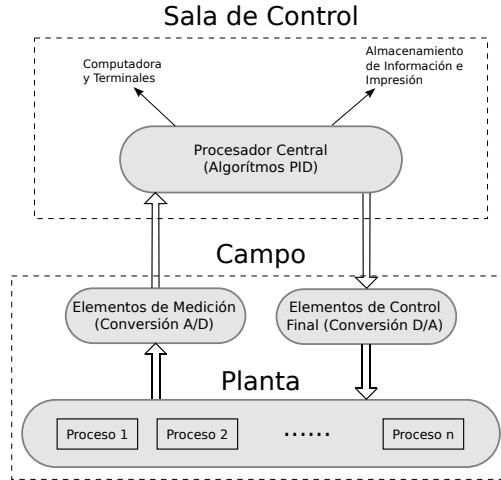 Sala de Control
Computadora
y Terminales
Almacenamiento
de Información e
Impresión
Procesador Central
(Algorítmos PID)
Campo
Elementos de Medición
(Conversión A/D)
Elementos de Control
Final (Conversión D/A)
Planta
Proceso 1
Proceso 2
......
Proceso n